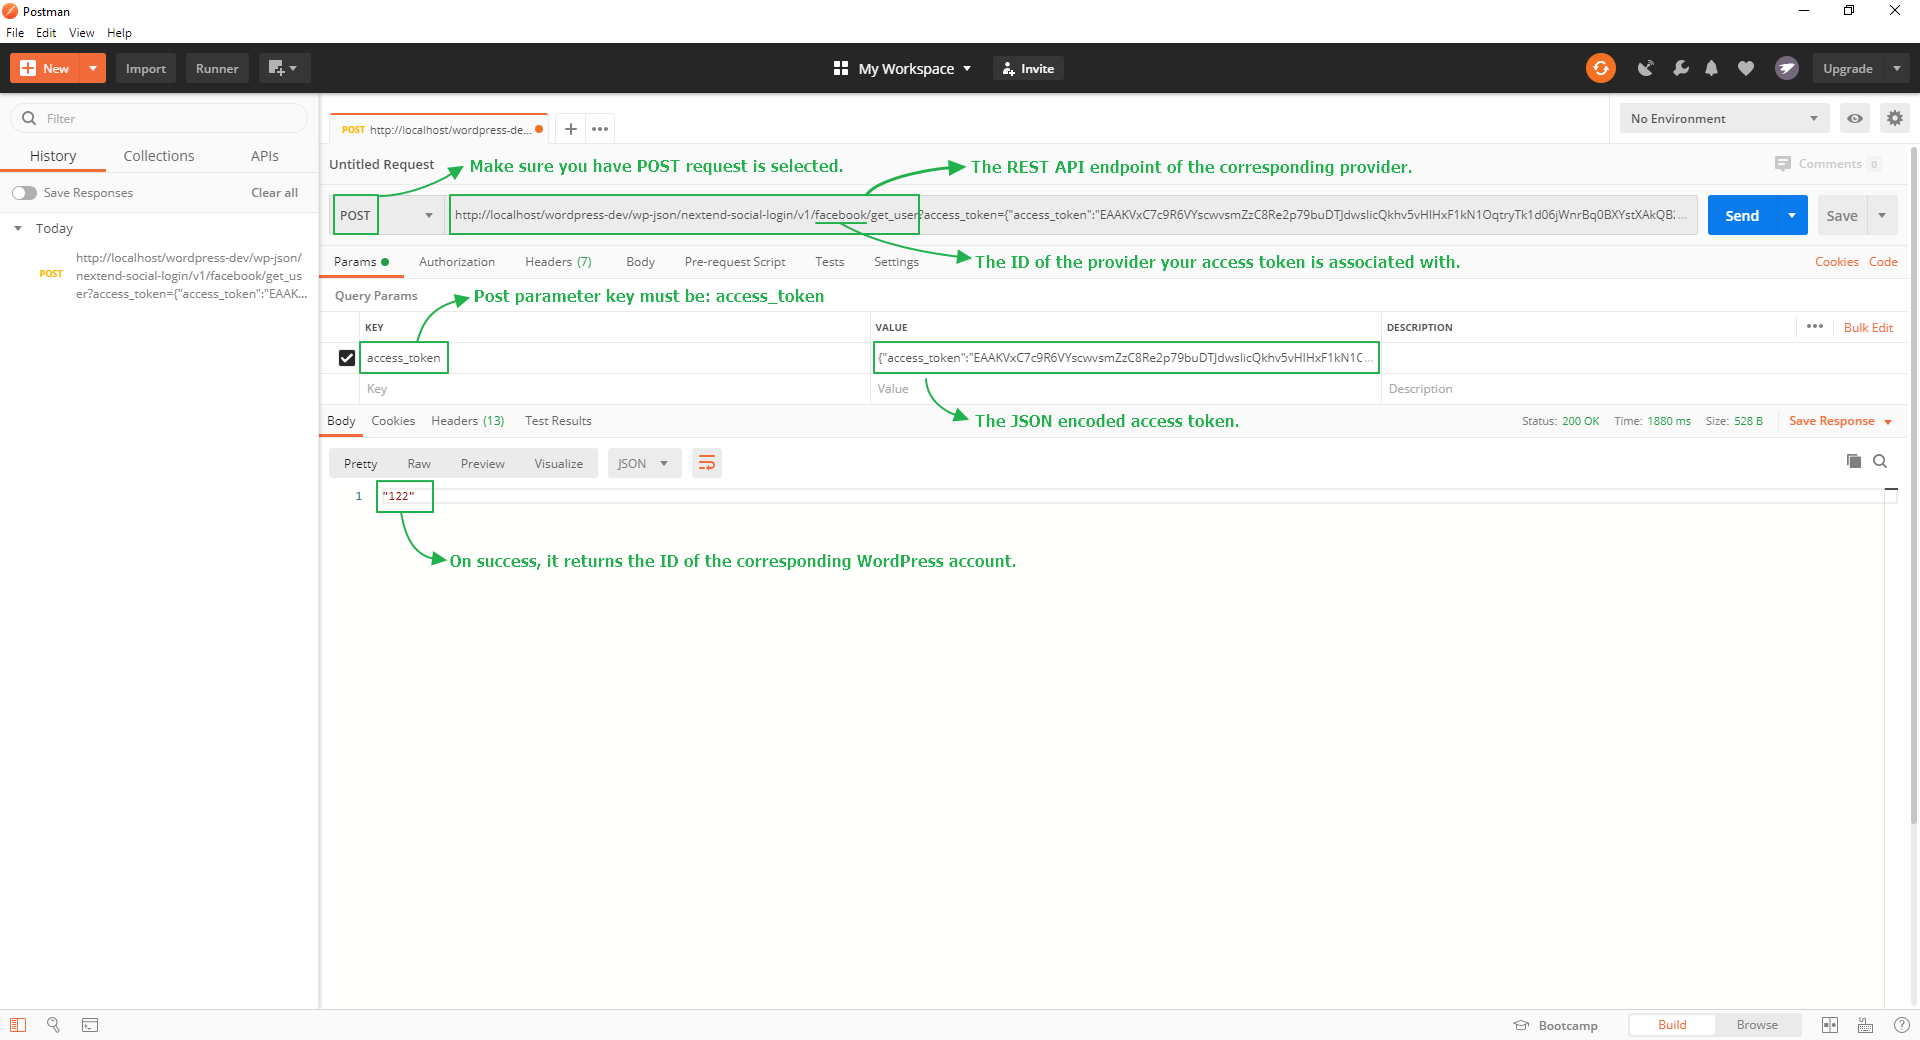 Postman
File Edit View Help
New Import Runner My Workspace Invite Upgrade
Filter
History Collections APIs
Save Responses Clear all
Today
POST http://localhost/wordpress-dev/wp-json/
nextend-social-login/v1/facebook/get_us
er?access_token={"access_token":"EAAK...
POST http://localhost/wordpress-de...
No Environment
Untitled Request
Make sure you have POST request is selected.
The REST API endpoint of the corresponding provider.
Comments 0
POST
http://localhost/wordpress-dev/wp-json/nextend-social-login/v1/facebook/get_user?access_token={"access_token":"EAAKVxC7c9R6VYscwvsmZzC8Re2p79buDTJdwslicQkhv5vHIHxF1kN1OqtryTk1d06jWnrBq0BXYstXAkQB...
Send Save
Params Authorization Headers (7) Body Pre-request Script Tests Settings
The ID of the provider your access token is associated with.
Cookies Code
Query Params
Post parameter key must be: access_token
KEY VALUE DESCRIPTION Bulk Edit
access_token {"access_token":"EAAKVxC7c9R6VYscwvsmZzC8Re2p79buDTJdwslicQkhv5vHIHxF1kN1C...
Key Value Description
Body Cookies Headers (13) Test Results
The JSON encoded access token.
Status: 200 OK Time: 1880 ms Size: 528 B Save Response
Pretty Raw Preview Visualize JSON
1 "122"
On success, it returns the ID of the corresponding WordPress account.
Bootcamp Build Browse